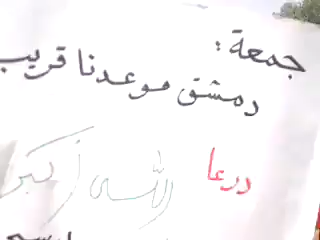 جمعة :
دمشق موعدنا قريب
درعا
الله أكبر